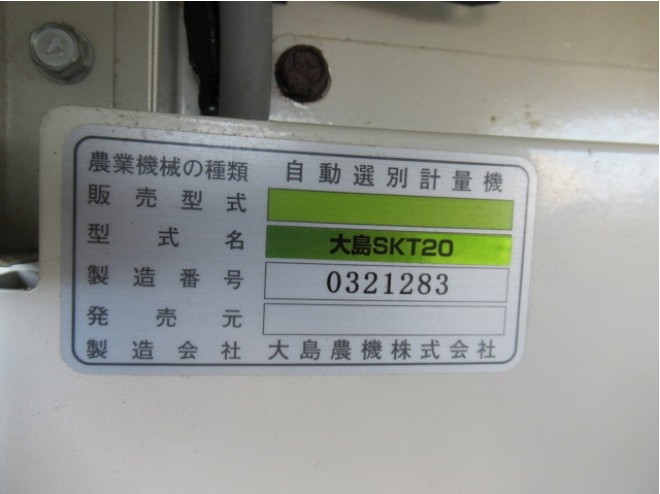 農業機械の種類 自動選別計量機
販売型式
型式名 大島SKT20
製造番号 0321283
発売元
製造会社 大島農機株式会社